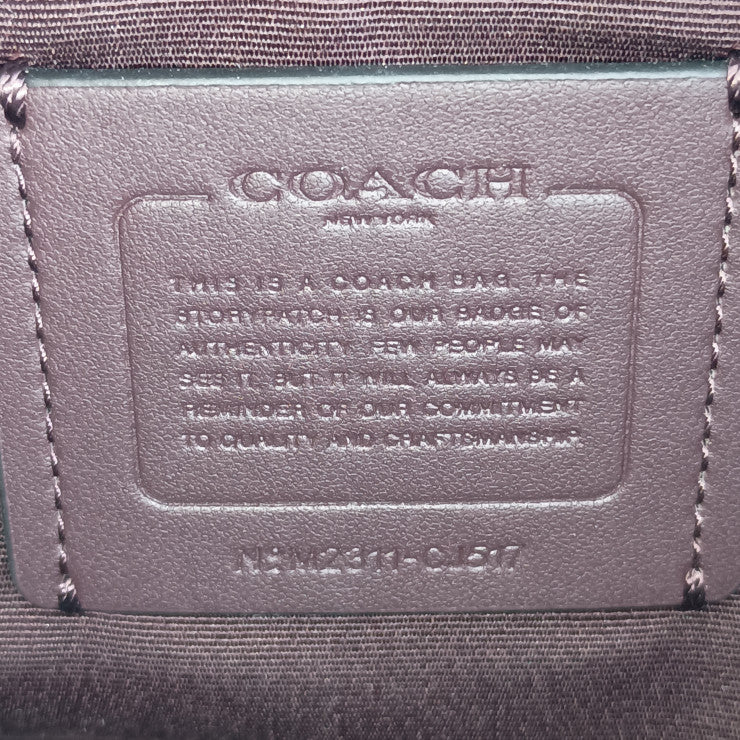 COACH
NEW YORK
THIS IS A COACH BAG. THE
STORYPATCH IS OUR BADGE OF
AUTHENTICITY. FEW PEOPLE MAY
SEE IT, BUT IT WILL ALWAYS BE A
REMINDER OF OUR COMMITMENT
TO QUALITY AND CRAFTSMANSHIP.
Nº M2311-CJ517